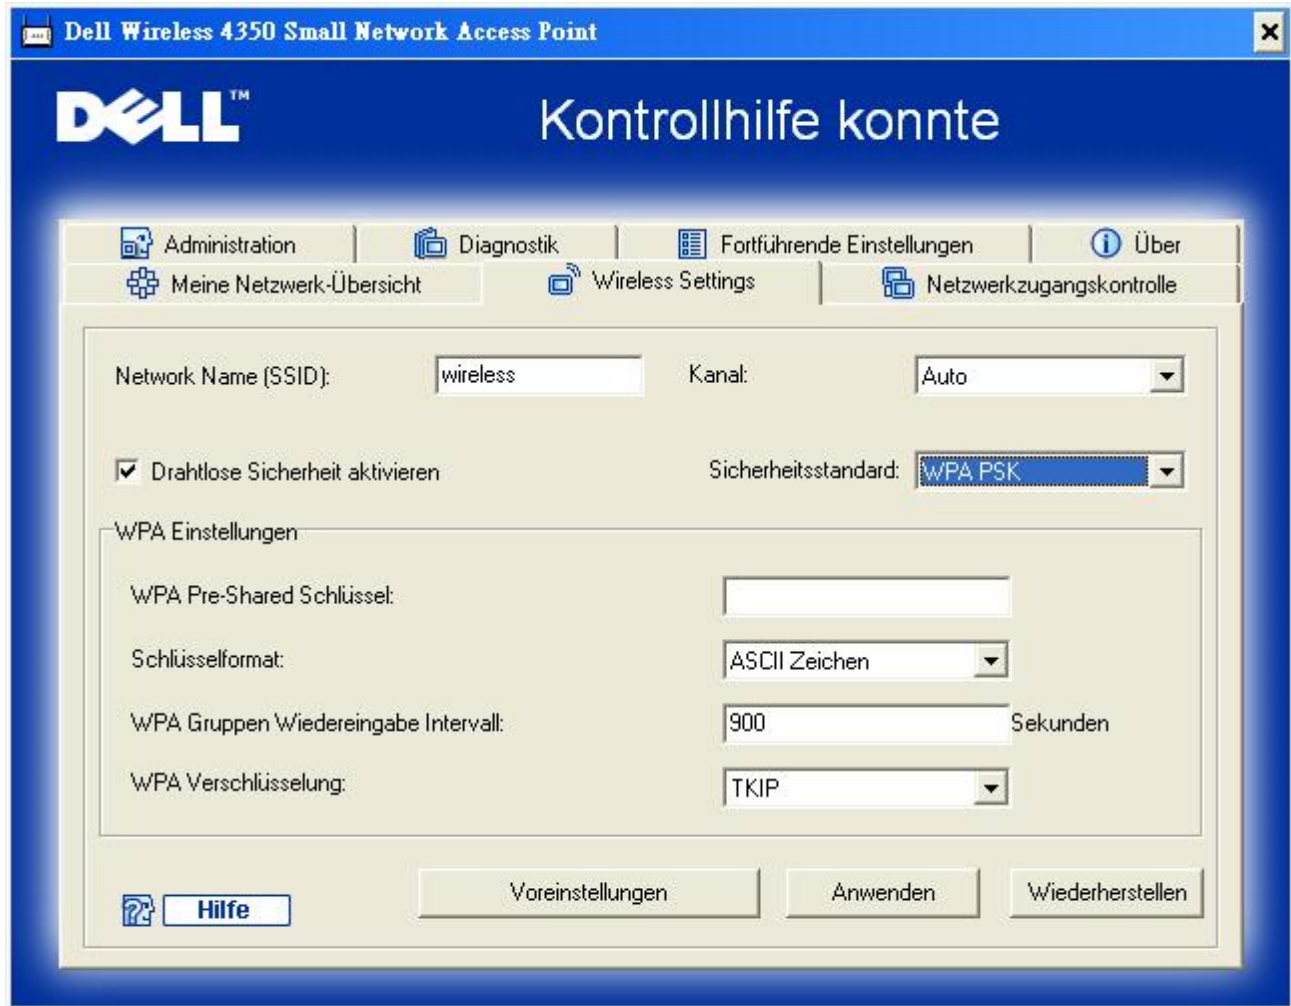 Dell Wireless 4350 Small Network Access Point
DELL™
Kontrollhilfe konnte
Administration
Diagnostik
Fortführende Einstellungen
Über
Meine Netzwerk-Übersicht
Wireless Settings
Netzwerkzugangskontrolle
Network Name (SSID): wireless Kanal: Auto
Drahtlose Sicherheit aktivieren Sicherheitsstandard: WPA PSK
WPA Einstellungen
WPA Pre-Shared Schlüssel:
Schlüsselformat: ASCII Zeichen
WPA Gruppen Wiedereingabe Intervall: 900 Sekunden
WPA Verschlüsselung: TKIP
Hilfe
Voreinstellungen
Anwenden
Wiederherstellen